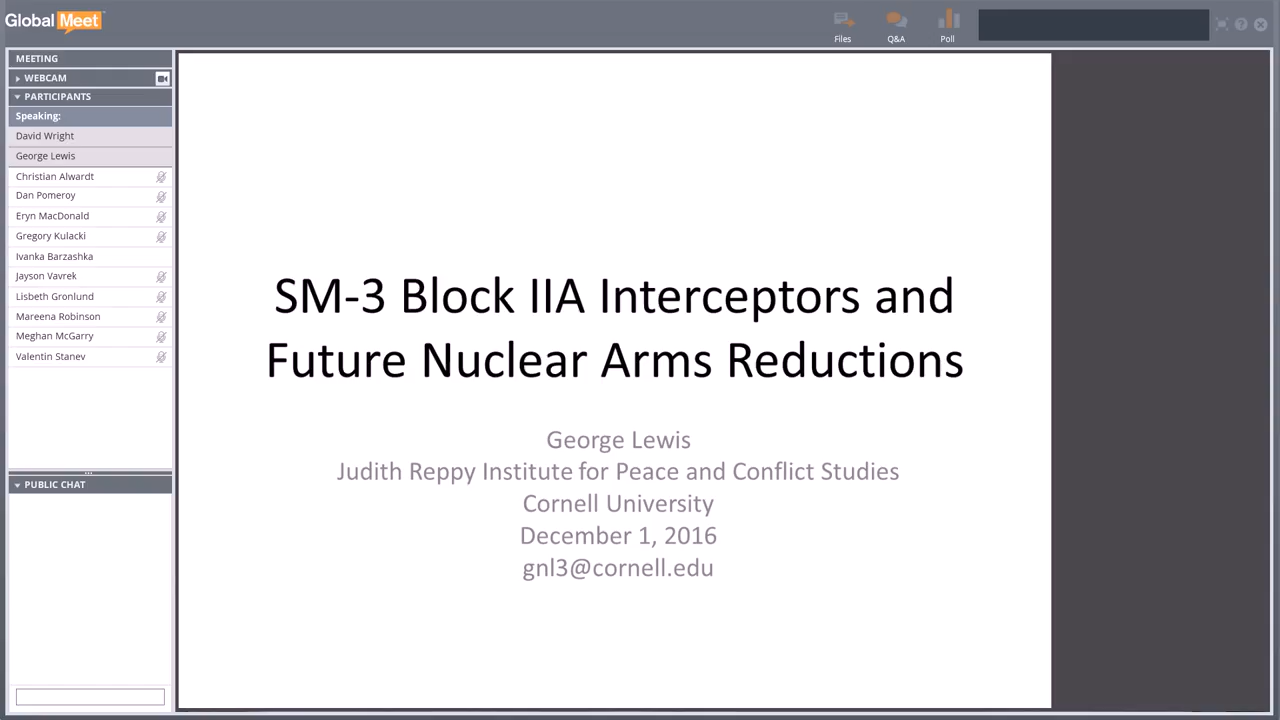 Global Meet
Files
Q&A
Poll
MEETING
WEBCAM
PARTICIPANTS
Speaking:
David Wright
George Lewis
Christian Alwardt
Dan Pomeroy
Eryn MacDonald
Gregory Kulacki
Ivanka Barzashka
Jayson Vavrek
Lisbeth Gronlund
Mareena Robinson
Meghan McGarry
Valentin Stanev
PUBLIC CHAT
SM-3 Block IIA Interceptors and
Future Nuclear Arms Reductions
George Lewis
Judith Reppy Institute for Peace and Conflict Studies
Cornell University
December 1, 2016
gnl3@cornell.edu